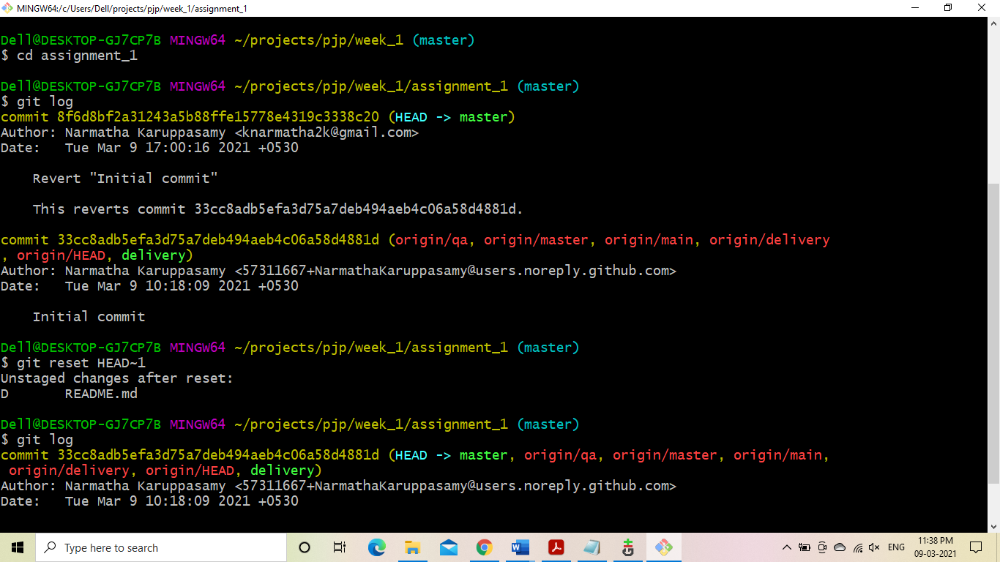 MINGW64:/c/Users/Dell/projects/pjp/week_1/assignment_1
Dell@DESKTOP-GJ7CP7B MINGW64 ~/projects/pjp/week_1 (master)
$ cd assignment_1
Dell@DESKTOP-GJ7CP7B MINGW64 ~/projects/pjp/week_1/assignment_1 (master)
$ git log
commit 8f6d8bf2a31243a5b88ffe15778e4319c3338c20 (HEAD -> master)
Author: Narmatha Karuppasamy <knarmatha2k@gmail.com>
Date:   Tue Mar 9 17:00:16 2021 +0530
    Revert "Initial commit"
    This reverts commit 33cc8adb5efa3d75a7deb494aeb4c06a58d4881d.
commit 33cc8adb5efa3d75a7deb494aeb4c06a58d4881d (origin/qa, origin/master, origin/main, origin/delivery
, origin/HEAD, delivery)
Author: Narmatha Karuppasamy <57311667+NarmathaKaruppasamy@users.noreply.github.com>
Date:   Tue Mar 9 10:18:09 2021 +0530
    Initial commit
Dell@DESKTOP-GJ7CP7B MINGW64 ~/projects/pjp/week_1/assignment_1 (master)
$ git reset HEAD~1
Unstaged changes after reset:
D       README.md
Dell@DESKTOP-GJ7CP7B MINGW64 ~/projects/pjp/week_1/assignment_1 (master)
$ git log
commit 33cc8adb5efa3d75a7deb494aeb4c06a58d4881d (HEAD -> master, origin/qa, origin/master, origin/main,
 origin/delivery, origin/HEAD, delivery)
Author: Narmatha Karuppasamy <57311667+NarmathaKaruppasamy@users.noreply.github.com>
Date:   Tue Mar 9 10:18:09 2021 +0530
Type here to search
ENG
11:38 PM
09-03-2021